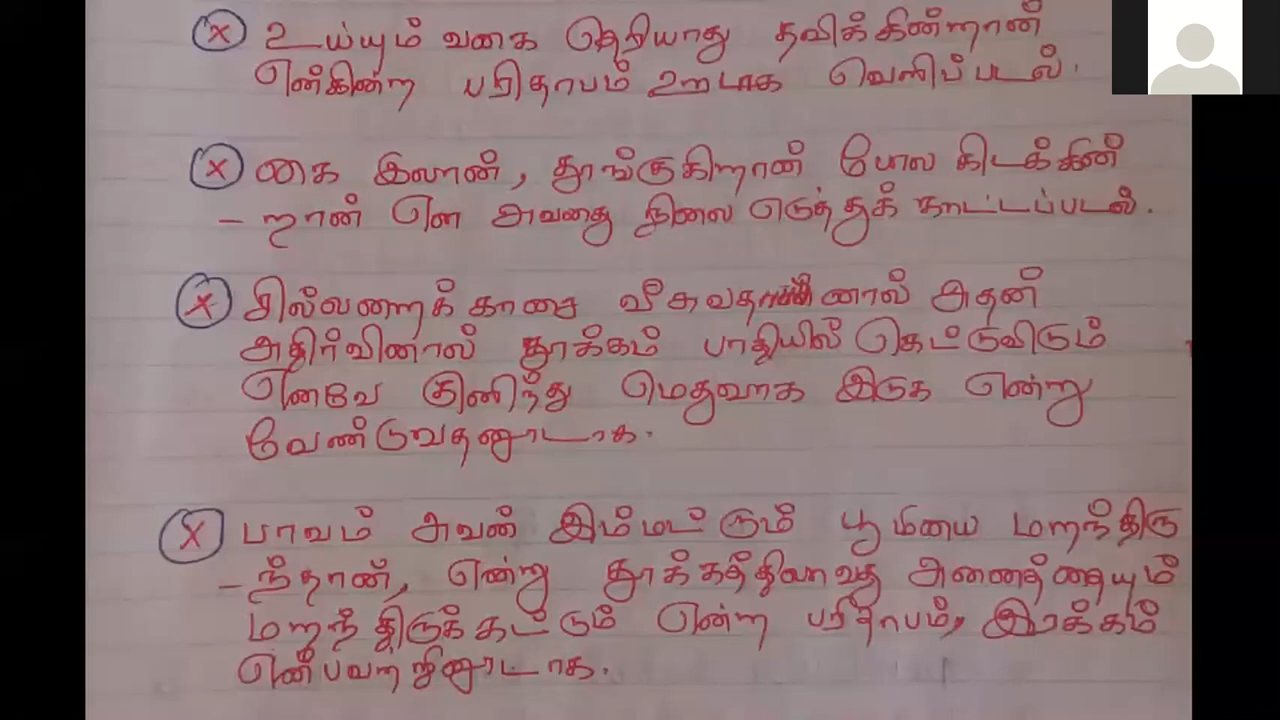 உய்யும் வகை தெரியாது தவிக்கின்றான்
என்கின்ற பரிதாபம் ஊடாக வெளிப்படல்.
கை இலான், தூங்குகிறான் போல கிடக்கின்
- றான் என அவனது நிலை எடுத்துக் காட்டப்படல்.
சில்லறைக் காசை வீசுவதனால் அதன்
அதிர்வினால் தூக்கம் பாதியில் கெட்டுவிடும்
எனவே குனிந்து மெதுவாக இடுக என்று
வேண்டுவதனூடாக.
பாவம் அவன் இம்மட்டும் பூமியை மறந்திரு
- ந்தான், என்று தூக்கத்திலாவது அனைத்தையும்
மறந்திருக்கட்டும் என்ற பரிதாபம், இரக்கம்
என்பவற்றினூடாக.